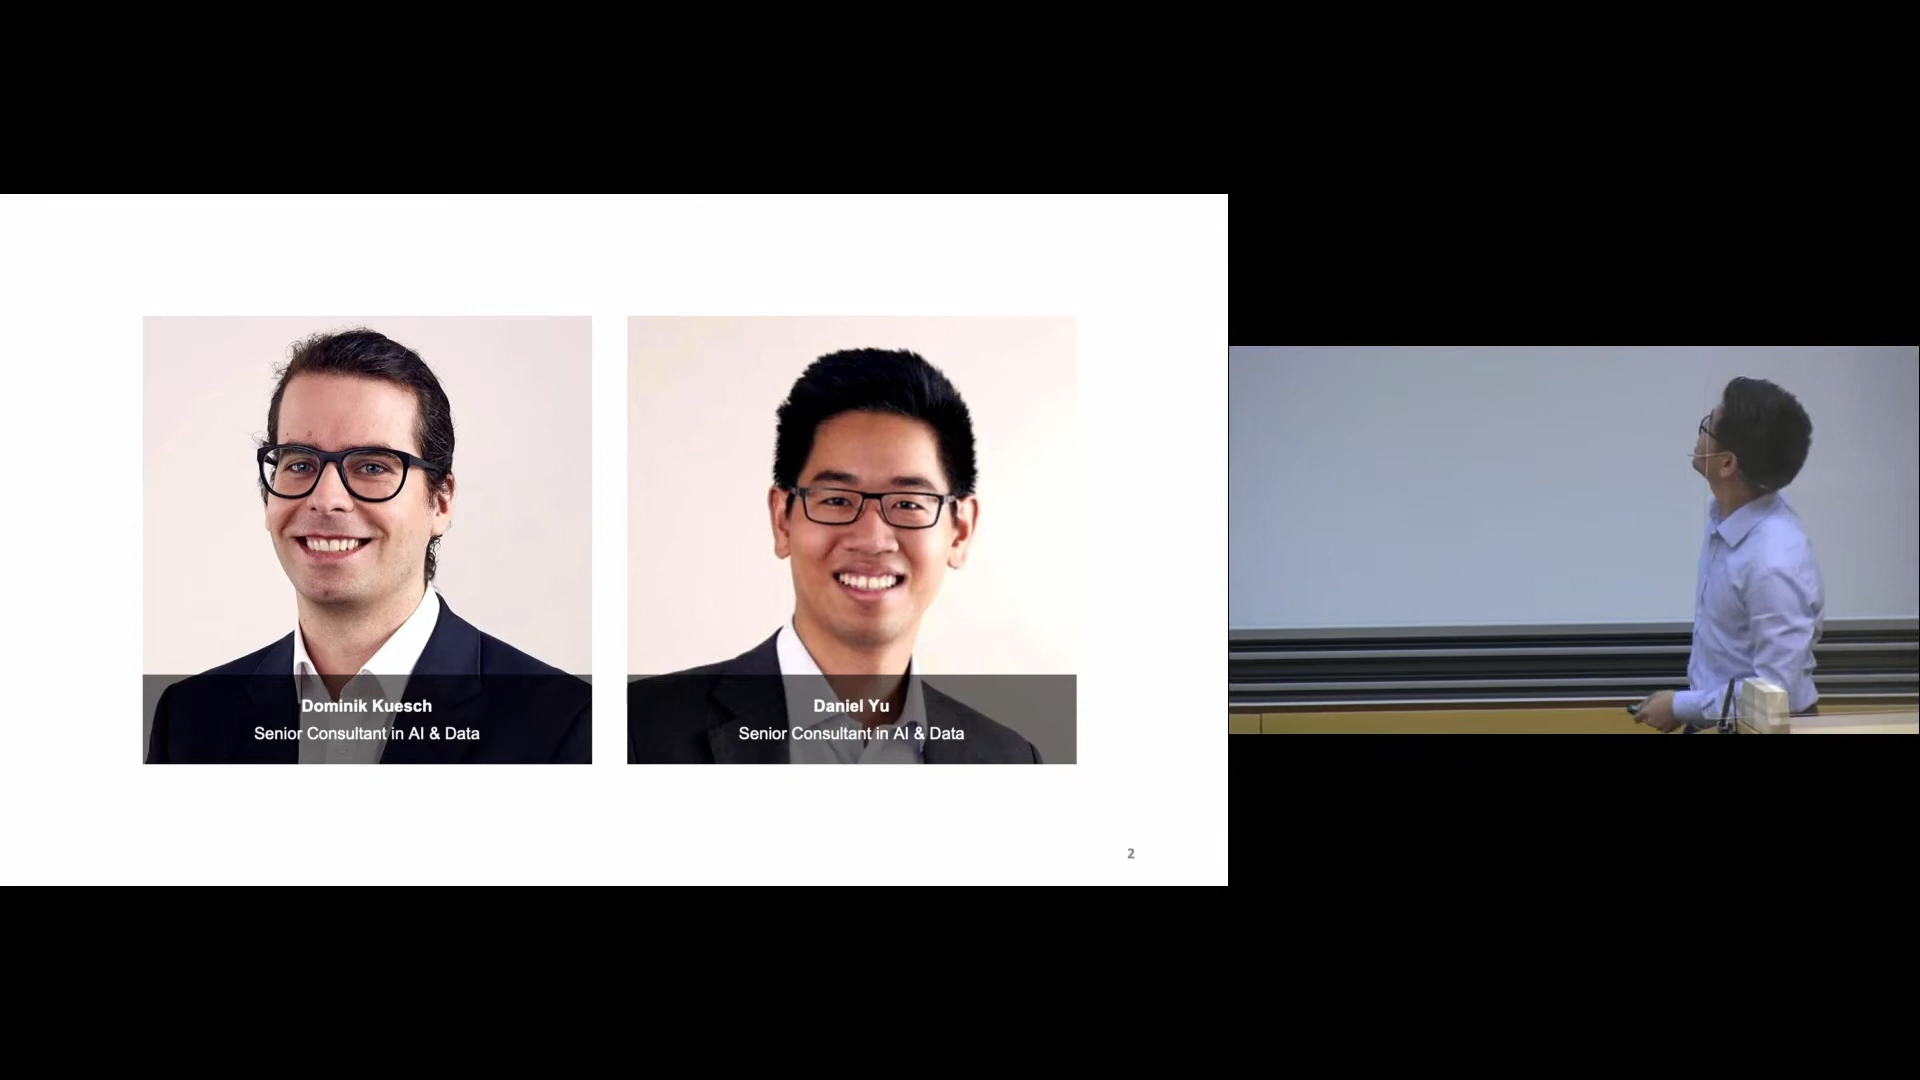 Dominik Kuesch
Senior Consultant in AI & Data
Daniel Yu
Senior Consultant in AI & Data
2